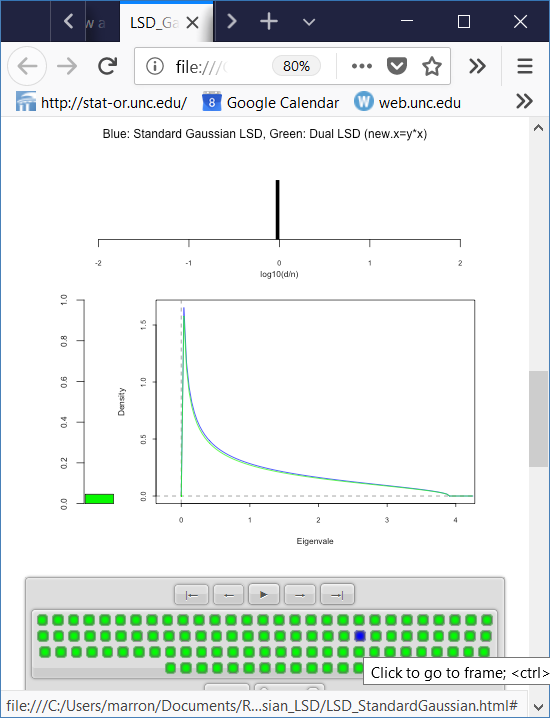 w a
LSD_Ga
file:///C
80%
http://stat-or.unc.edu/
8
Google Calendar
W
web.unc.edu
Blue: Standard Gaussian LSD, Green: Dual LSD (new.x=y*x)
-2 -1 0 1 2
log10(d/n)
0.0 0.2 0.4 0.6 0.8 1.0
Density
0.0 0.5 1.0 1.5
0 1 2 3 4
Eigenvale
Click to go to frame; <ctrl>
file:///C:/Users/marron/Documents/R...sian_LSD/LSD_StandardGaussian.html#